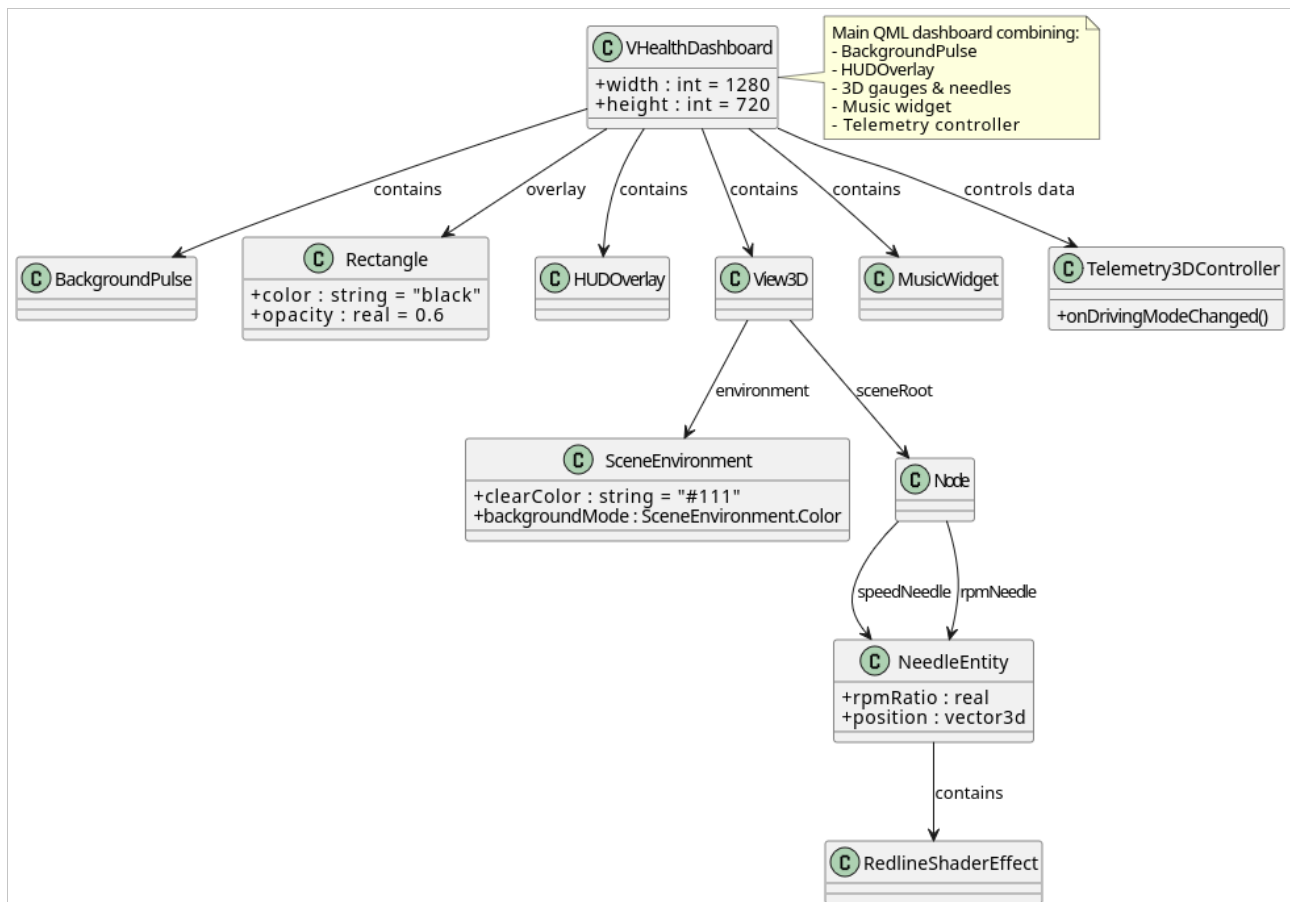 C VHealthDashboard
+width : int = 1280
+height : int = 720
Main QML dashboard combining:
- BackgroundPulse
- HUDOverlay
- 3D gauges & needles
- Music widget
- Telemetry controller
contains
overlay
contains
contains
contains
controls data
C BackgroundPulse
C Rectangle
+color : string = "black"
+opacity : real = 0.6
C HUDOverlay
C View3D
C MusicWidget
C Telemetry3DController
+onDrivingModeChanged()
environment
sceneRoot
C SceneEnvironment
+clearColor : string = "#111"
+backgroundMode : SceneEnvironment.Color
C Node
speedNeedle
rpmNeedle
C NeedleEntity
+rpmRatio : real
+position : vector3d
contains
C RedlineShaderEffect